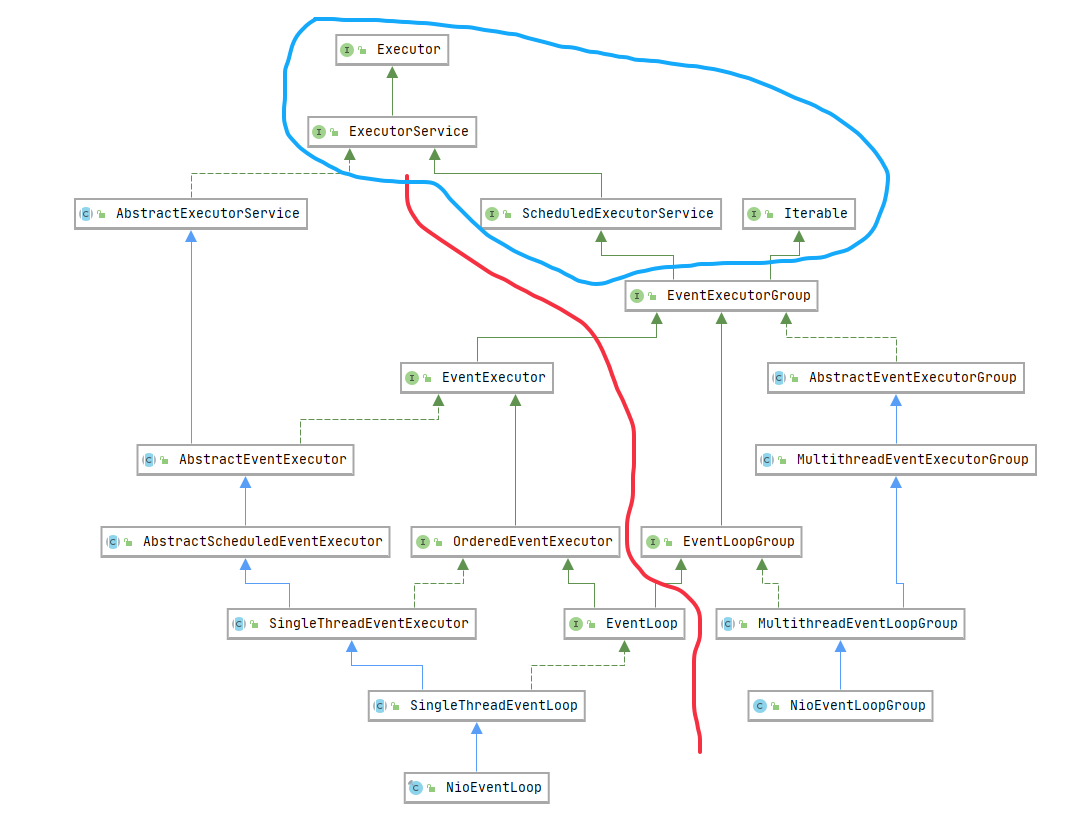 Executor
ExecutorService
AbstractExecutorService
ScheduledExecutorService
Iterable
EventExecutorGroup
EventExecutor
AbstractEventExecutorGroup
AbstractEventExecutor
MultithreadEventExecutorGroup
AbstractScheduledEventExecutor
OrderedEventExecutor
EventLoopGroup
SingleThreadEventExecutor
EventLoop
MultithreadEventLoopGroup
SingleThreadEventLoop
NioEventLoopGroup
NioEventLoop